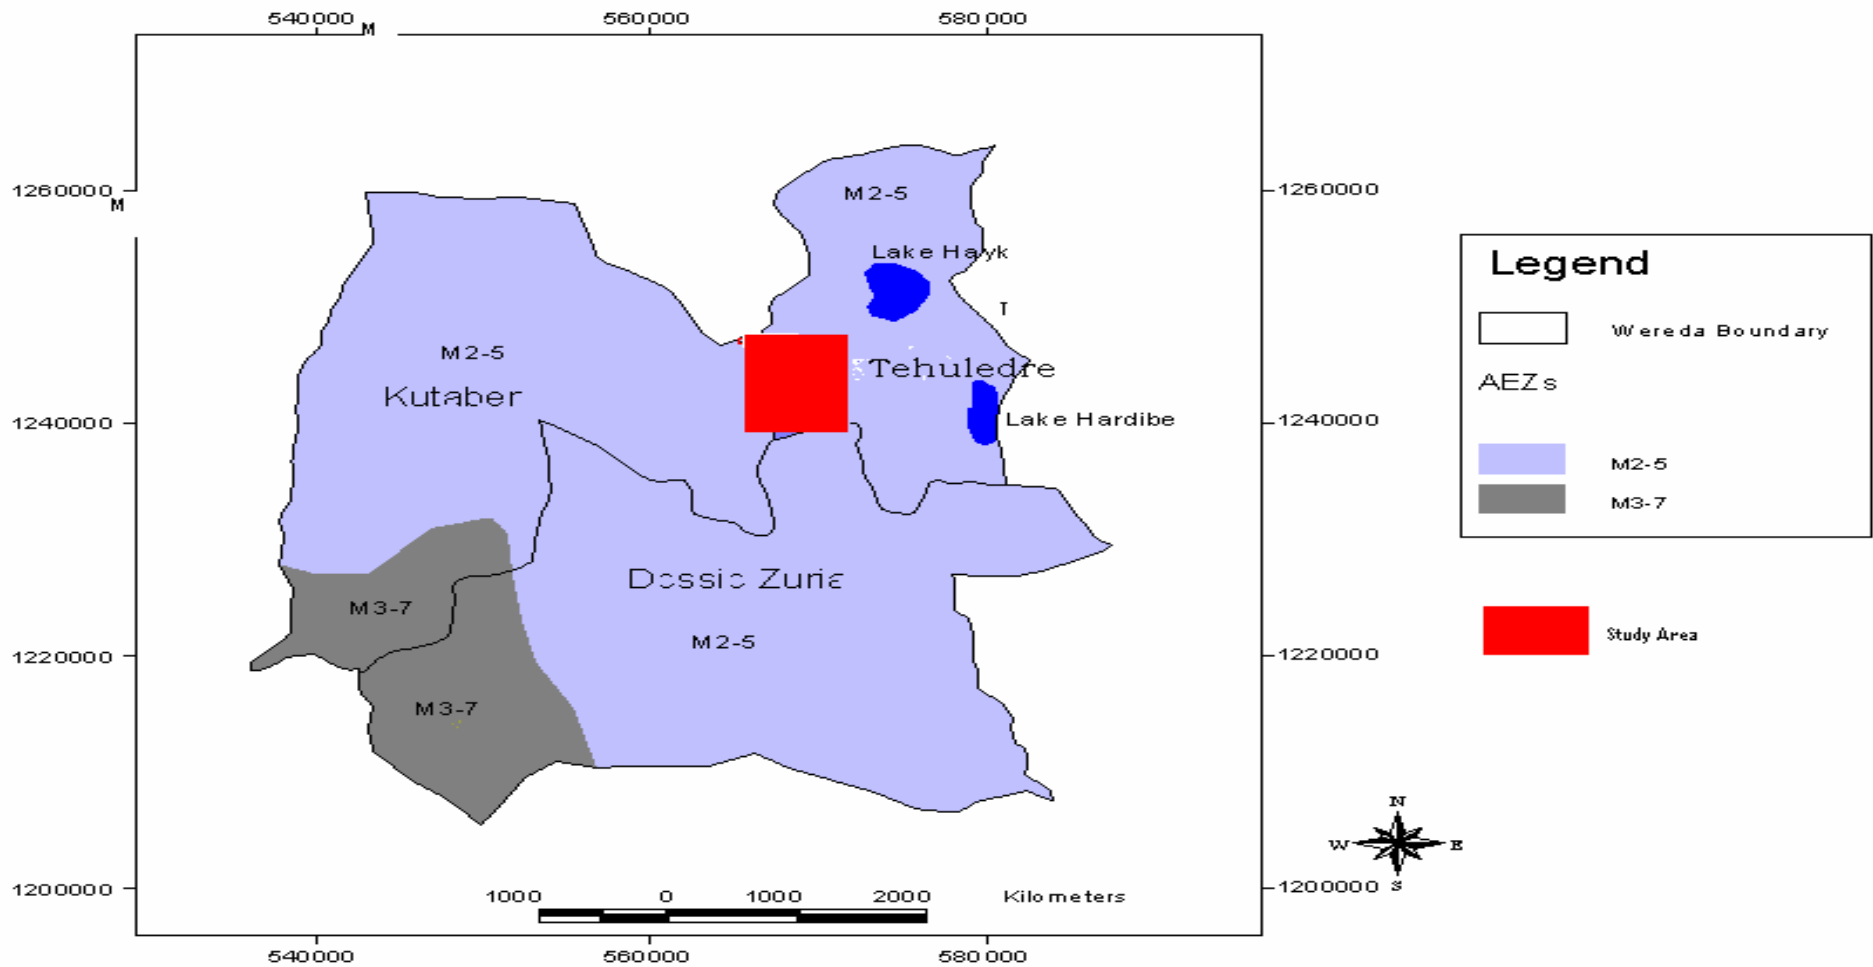 540000 560000 580000
M
1260000 1260000
M
M2-5
Lake Hayk
Legend
T
Wereda Boundary
M2-5
Tehuledre
AEZs
Kutaber
1240000 1240000
Lake Hardibe
M2-5
M3-7
Dcssic Zuria
M3-7
M2-5
Study Area
1220000 1220000
M3-7
N
W E
S
1200000 1200000
1000 0 1000 2000 Kilometers
540000 560000 580000